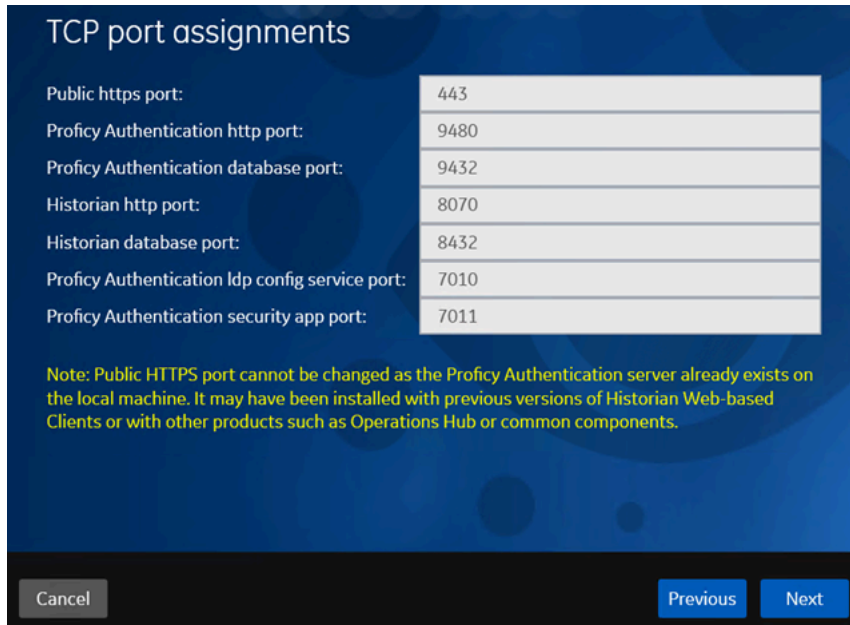 TCP port assignments
Public https port: 443
Proficy Authentication http port: 9480
Proficy Authentication database port: 9432
Historian http port: 8070
Historian database port: 8432
Proficy Authentication ldp config service port: 7010
Proficy Authentication security app port: 7011
Note: Public HTTPS port cannot be changed as the Proficy Authentication server already exists on
the local machine. It may have been installed with previous versions of Historian Web-based
Clients or with other products such as Operations Hub or common components.
Cancel Previous Next